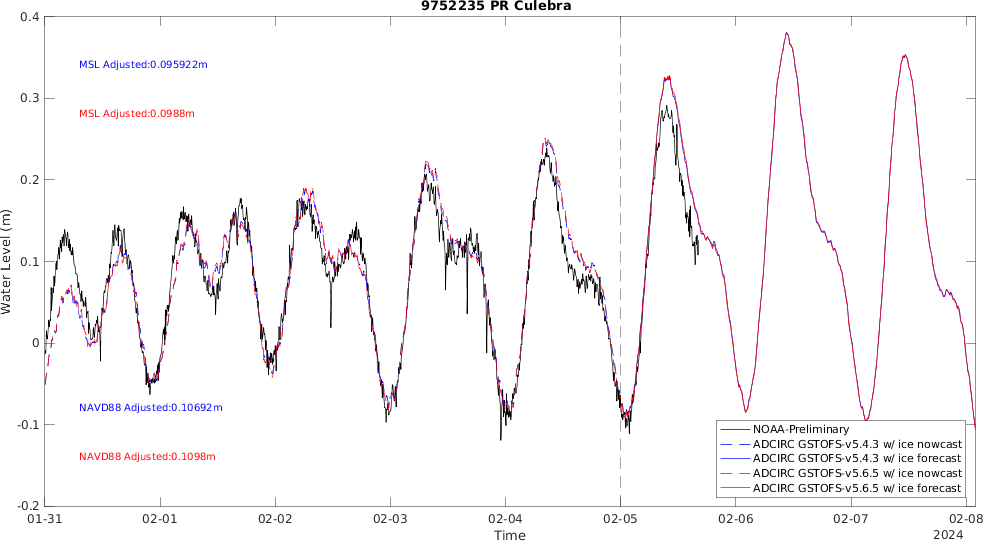 9752235 PR Culebra
0.4
MSL Adjusted:0.095922m
0.3
MSL Adjusted:0.0988m
0.2
Water Level (m)
0.1
0
NAVD88 Adjusted:0.10692m
-0.1
NAVD88 Adjusted:0.1098m
-0.2
NOAA-Preliminary
ADCIRC GSTOFS-v5.4.3 w/ ice nowcast
ADCIRC GSTOFS-v5.4.3 w/ ice forecast
ADCIRC GSTOFS-v5.6.5 w/ ice nowcast
ADCIRC GSTOFS-v5.6.5 w/ ice forecast
01-31 02-01 02-02 02-03 02-04 02-05 02-06 02-07 02-08
Time
2024